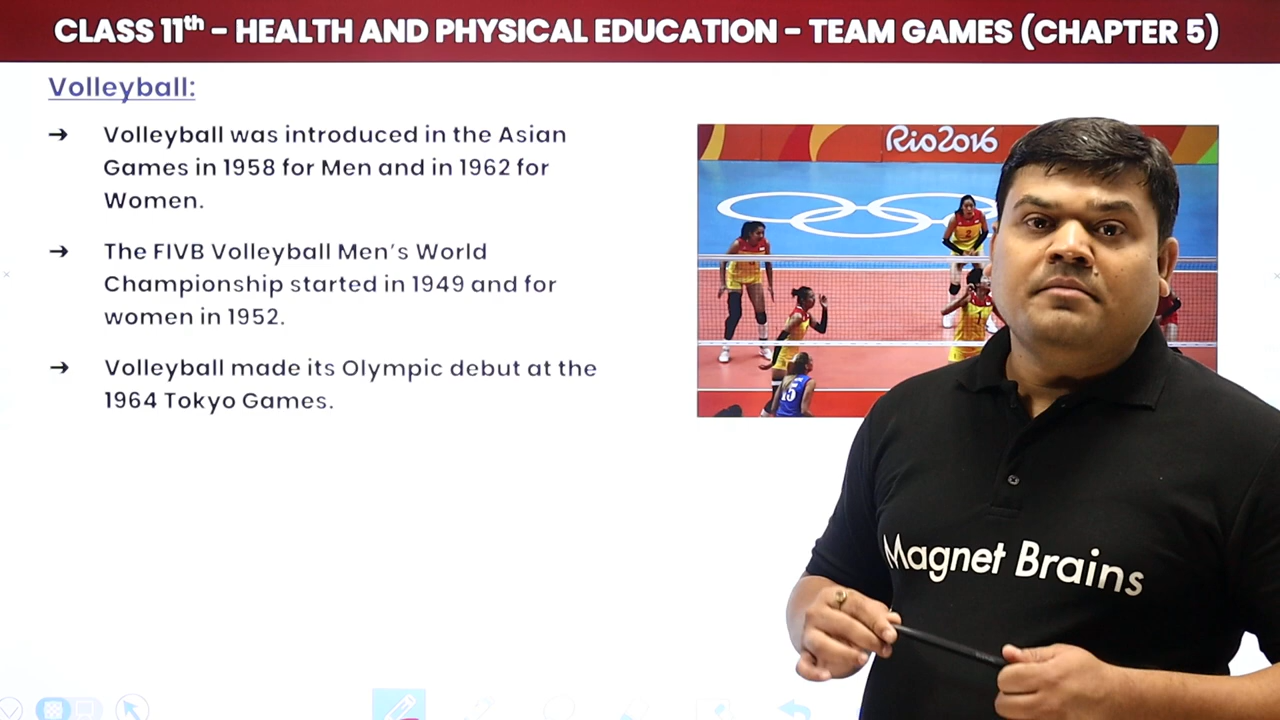 CLASS 11th – HEALTH AND PHYSICAL EDUCATION – TEAM GAMES (CHAPTER 5)
Volleyball:
→ Volleyball was introduced in the Asian
Games in 1958 for Men and in 1962 for
Women.
→ The FIVB Volleyball Men's World
Championship started in 1949 and for
women in 1952.
→ Volleyball made its Olympic debut at the
1964 Tokyo Games.
Rio2016
2
1
15
Magnet Brains